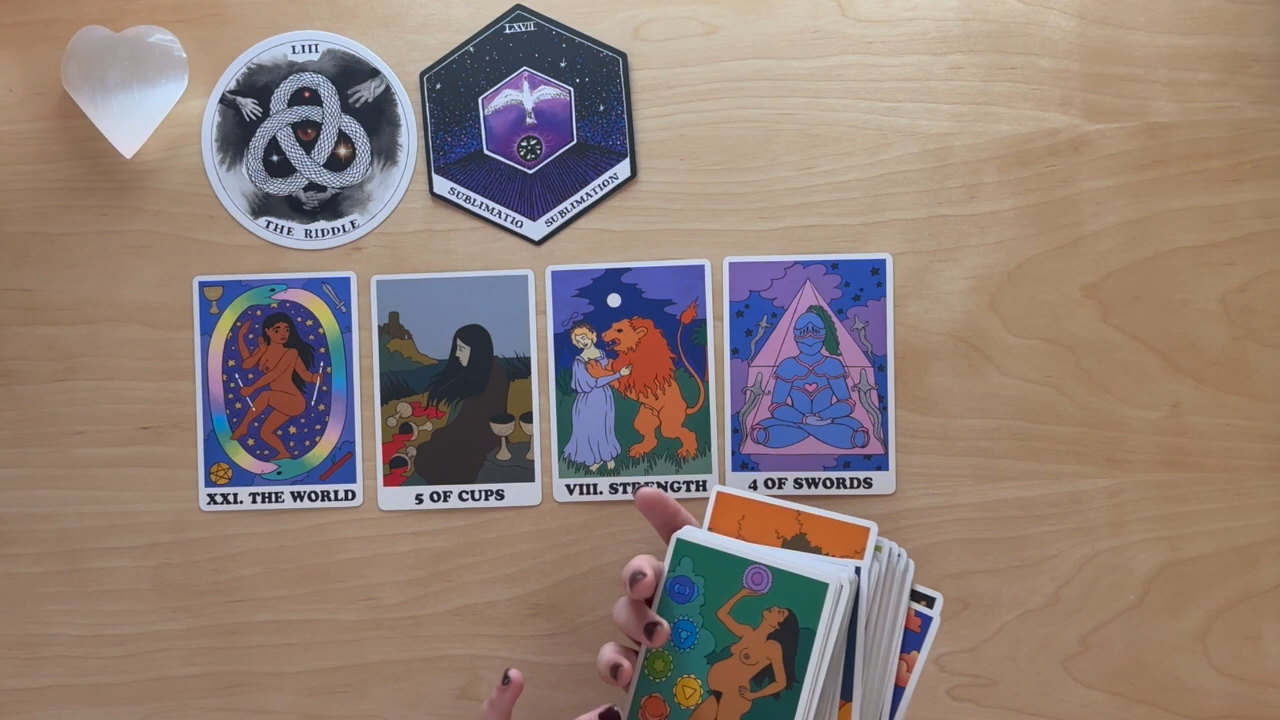 LIII
THE RIDDLE
LXVII
SUBLIMATIO
SUBLIMATION
XXI. THE WORLD
5 OF CUPS
VIII. STRENGTH
4 OF SWORDS